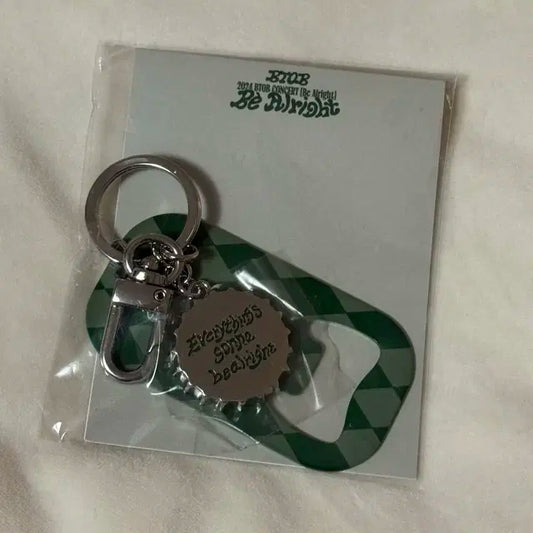 BTOB
2024 BTOB CONCERT [Be Alright]
Be Alright
Everything's
gonna
be alright